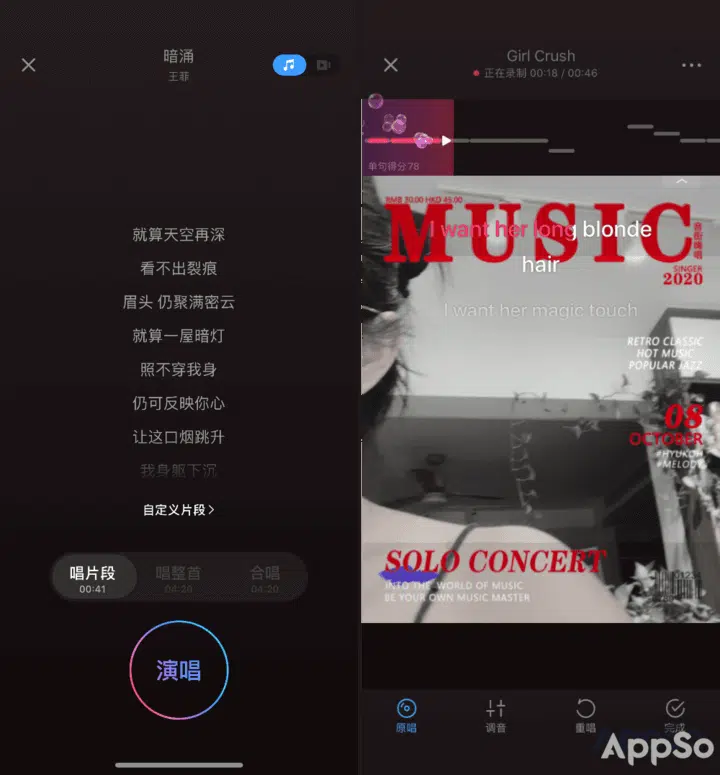 暗涌
王菲
就算天空再深
看不出裂痕
眉头 仍聚满密云
就算一屋暗灯
照不穿我身
仍可反映你心
让这口烟跳升
我身躯下沉
自定义片段>
唱片段
00:41
唱整首
04:20
合唱
04:20
演唱
Girl Crush
正在录制 00:18 / 00:46
单句得分:78
RMB 30.00 HKD 45.00
MUSIC
I want her long blonde
hair
SINGER
2020
I want her magic touch
RETRO CLASSIC
HOT MUSIC
POPULAR JAZZ
08
OCTOBER
#HYUKOH
#MELODY
SOLO CONCERT
INTO THE WORLD OF MUSIC
BE YOUR OWN MUSIC MASTER
原唱
调音
重唱
完成
AppSo